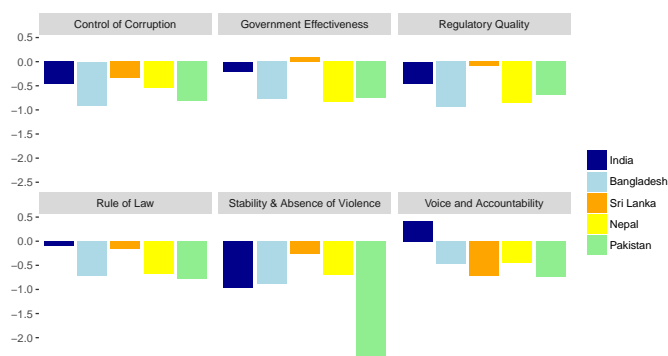 Control of Corruption
Government Effectiveness
Regulatory Quality
0.5
0.0
−0.5
−1.0
−1.5
−2.0
−2.5
Rule of Law
Stability & Absence of Violence
Voice and Accountability
0.5
0.0
−0.5
−1.0
−1.5
−2.0
India
Bangladesh
Sri Lanka
Nepal
Pakistan